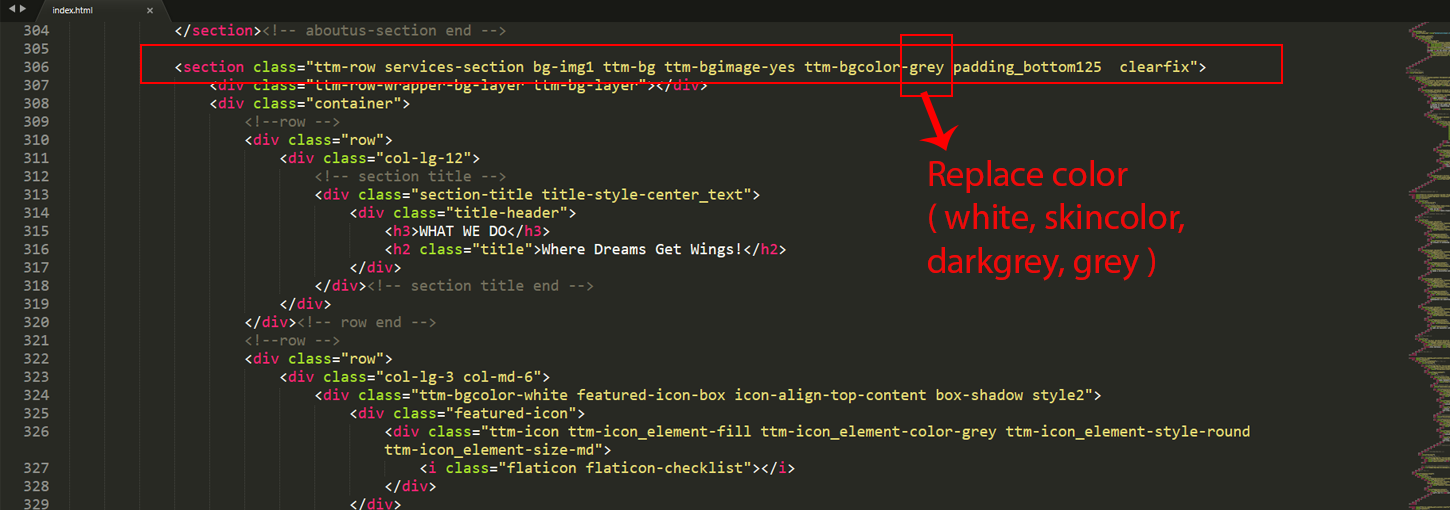 index.html ×
304 </section><!-- aboutus-section end -->
305
306 <section class="ttm-row services-section bg-img1 ttm-bg ttm-bgimage-yes ttm-bgcolor-grey padding_bottom125  clearfix">
307 <div class="ttm-row-wrapper-bg-layer ttm-bg-layer"></div>
308 <div class="container">
309 <!--row -->
310 <div class="row">
311 <div class="col-lg-12">
312 <!-- section title -->
313 <div class="section-title title-style-center_text">
314 <div class="title-header">
315 <h3>WHAT WE DO</h3>
316 <h2 class="title">Where Dreams Get Wings!</h2>
317 </div>
318 </div><!-- section title end -->
319 </div>
320 </div><!-- row end -->
321 <!--row -->
322 <div class="row">
323 <div class="col-lg-3 col-md-6">
324 <div class="ttm-bgcolor-white featured-icon-box icon-align-top-content box-shadow style2">
325 <div class="featured-icon">
326 <div class="ttm-icon ttm-icon_element-fill ttm-icon_element-color-grey ttm-icon_element-style-round
ttm-icon_element-size-md">
327 <i class="flaticon flaticon-checklist"></i>
328 </div>
329 </div>
Replace color
( white, skincolor,
darkgrey, grey )